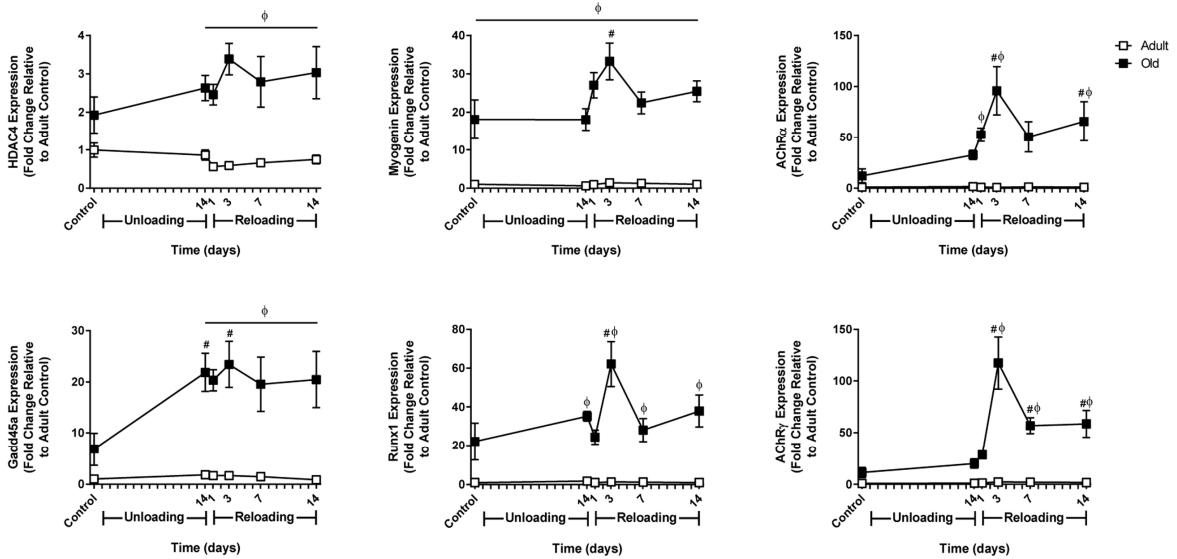 ϕ
HDAC4 Expression
(Fold Change Relative
to Adult Control)
5
4
3
2
1
0
Control
14
1
3
7
14
Unloading
Reloading
Time (days)
ϕ
#
Myogenin Expression
(Fold Change Relative
to Adult Control)
50
40
30
20
10
0
Control
14
1
3
7
14
Unloading
Reloading
Time (days)
#ϕ
ϕ
#ϕ
AChRα Expression
(Fold Change Relative
to Adult Control)
150
100
50
0
Control
14
1
3
7
14
Unloading
Reloading
Time (days)
Adult
Old
ϕ
#
#
Gadd45a Expression
(Fold Change Relative
to Adult Control)
30
20
10
0
Control
14
1
3
7
14
Unloading
Reloading
Time (days)
#ϕ
ϕ
ϕ
ϕ
Runx1 Expression
(Fold Change Relative
to Adult Control)
80
60
40
20
0
Control
14
1
3
7
14
Unloading
Reloading
Time (days)
#ϕ
#ϕ
#ϕ
AChRγ Expression
(Fold Change Relative
to Adult Control)
150
100
50
0
Control
14
1
3
7
14
Unloading
Reloading
Time (days)